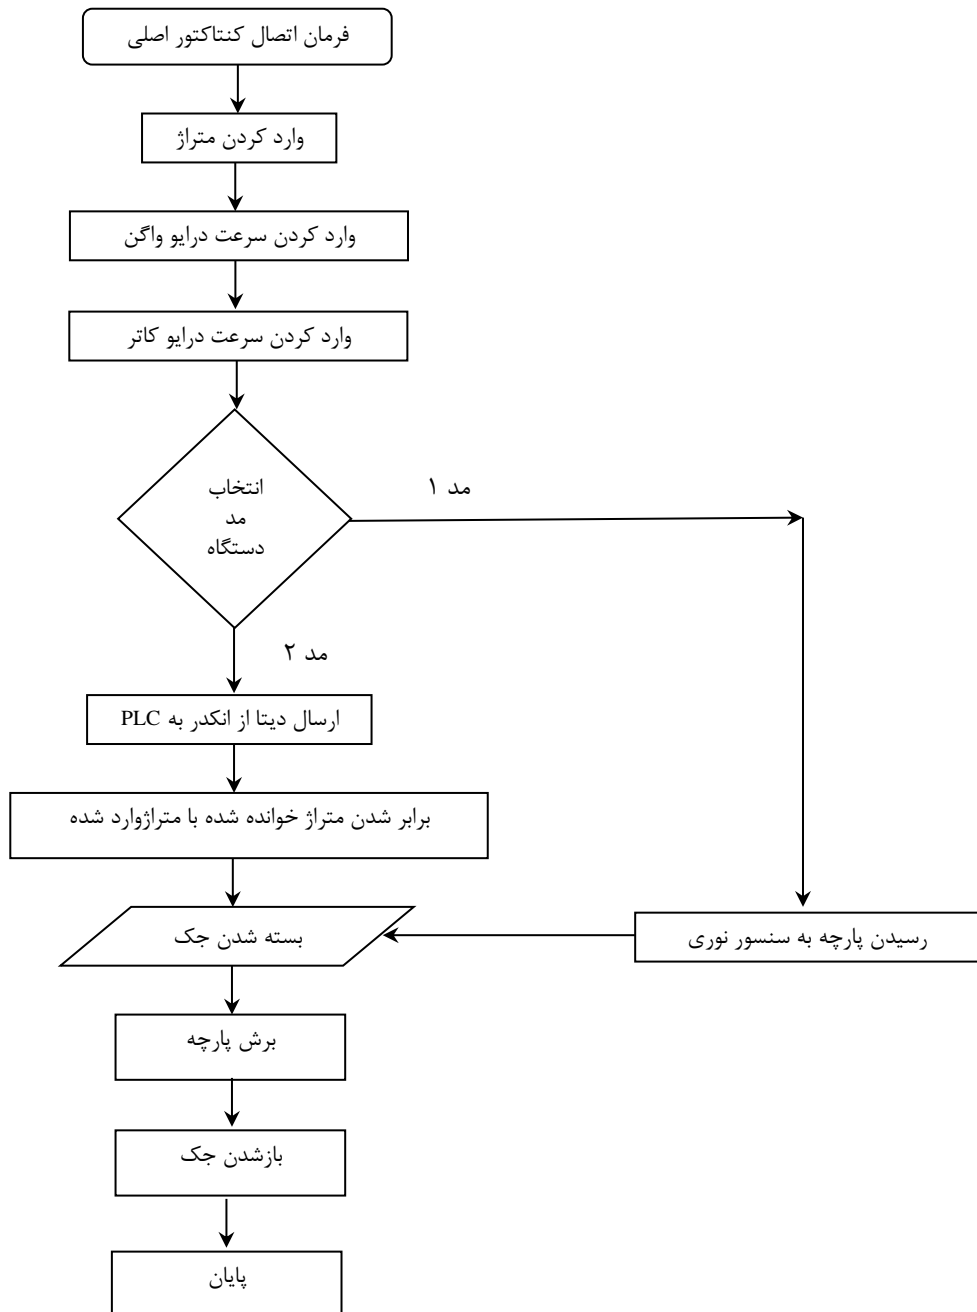 فرمان اتصال کنتاکتور اصلی
وارد کردن متراژ
وارد کردن سرعت درایو واگن
وارد کردن سرعت درایو کاتر
انتخاب
مد
دستگاه
مد ۱
مد ۲
ارسال دیتا از انکدر به PLC
برابر شدن متراژ خوانده شده با متراژوارد شده
بسته شدن جک
رسیدن پارچه به سنسور نوری
برش پارچه
بازشدن جک
پایان